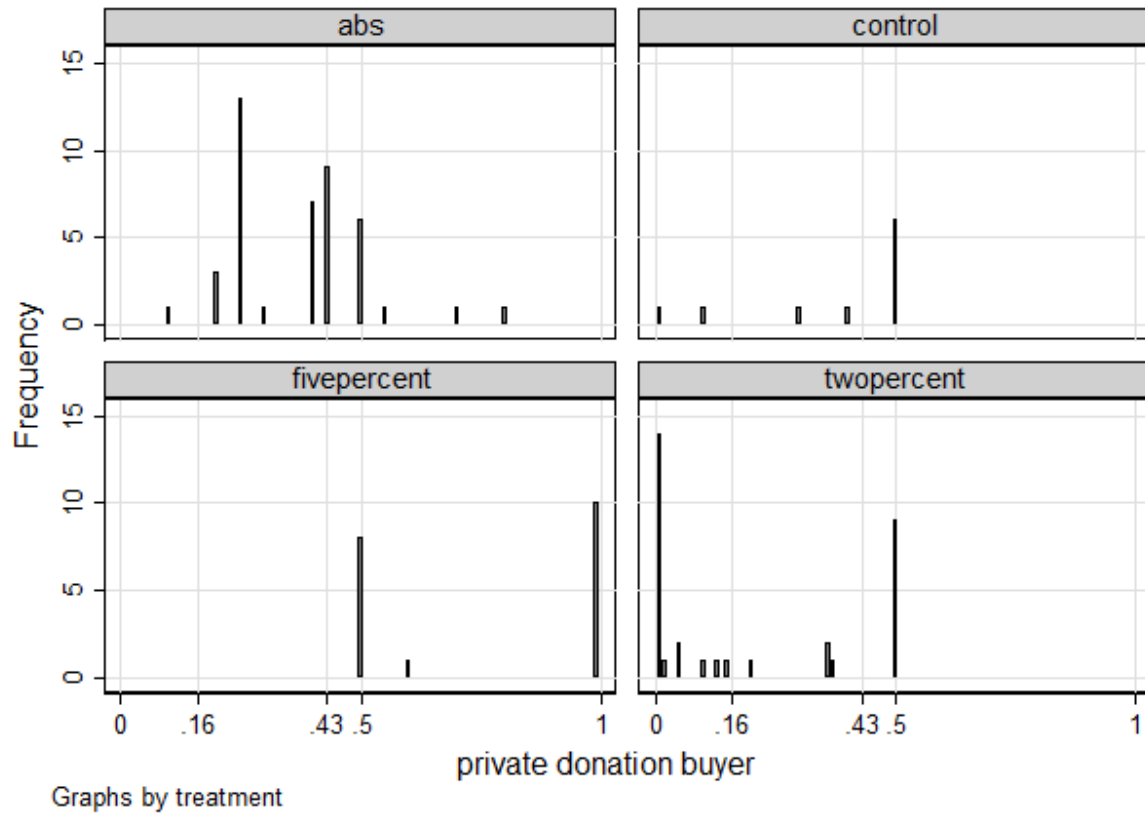 abs
control
15
10
5
0
fivepercent
twopercent
15
10
5
0
Frequency
0 .16 .43 .5 1
0 .16 .43 .5 1
private donation buyer
Graphs by treatment